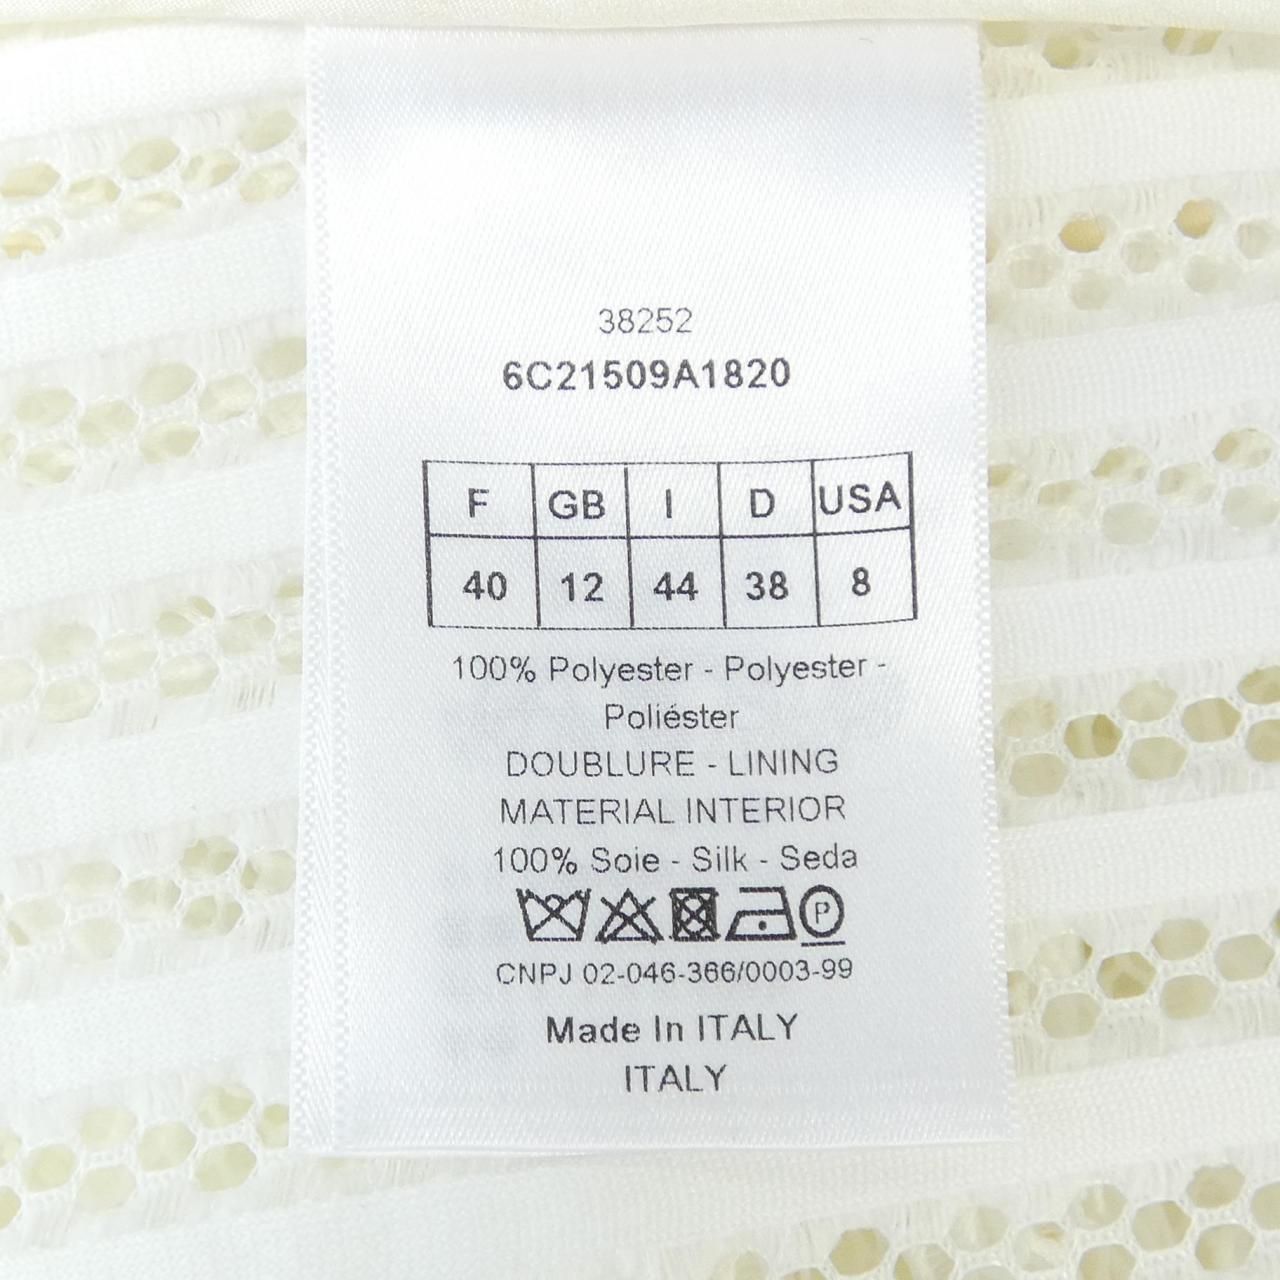 38252
6C21509A1820
F GB I D USA
40 12 44 38 8
100% Polyester - Polyester -
Poliéster
DOUBLURE - LINING
MATERIAL INTERIOR
100% Soie - Silk - Seda
P
CNPJ 02-046-366/0003-99
Made In ITALY
ITALY